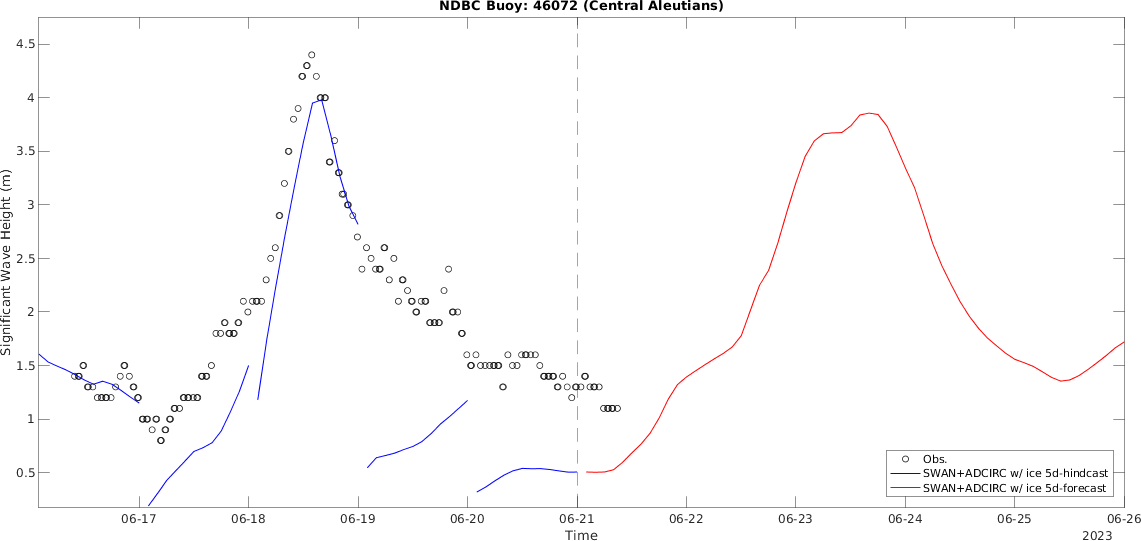 NDBC Buoy: 46072 (Central Aleutians)
4.5
4
3.5
3
2.5
2
1.5
1
0.5
Significant Wave Height (m)
Obs.
SWAN+ADCIRC w/ ice 5d-hindcast
SWAN+ADCIRC w/ ice 5d-forecast
06-17 06-18 06-19 06-20 06-21 06-22 06-23 06-24 06-25 06-26
Time
2023